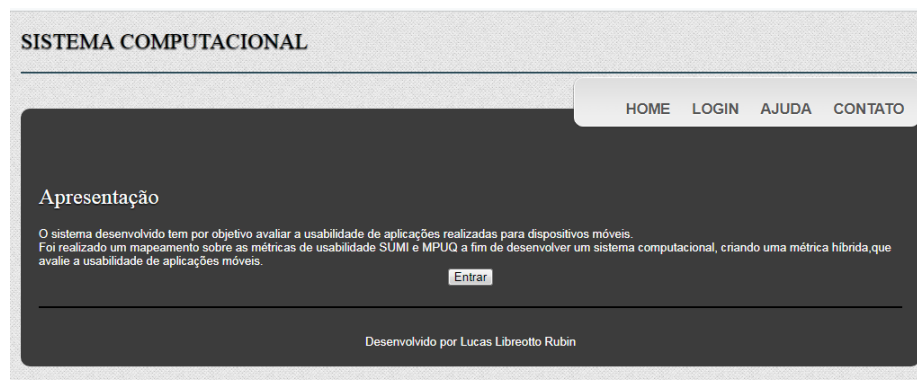 SISTEMA COMPUTACIONAL
HOME LOGIN AJUDA CONTATO
Apresentação
O sistema desenvolvido tem por objetivo avaliar a usabilidade de aplicações realizadas para dispositivos móveis.
Foi realizado um mapeamento sobre as métricas de usabilidade SUMI e MPUQ a fim de desenvolver um sistema computacional, criando uma métrica híbrida,que
avalie a usabilidade de aplicações móveis.
Entrar
Desenvolvido por Lucas Libreotto Rubin